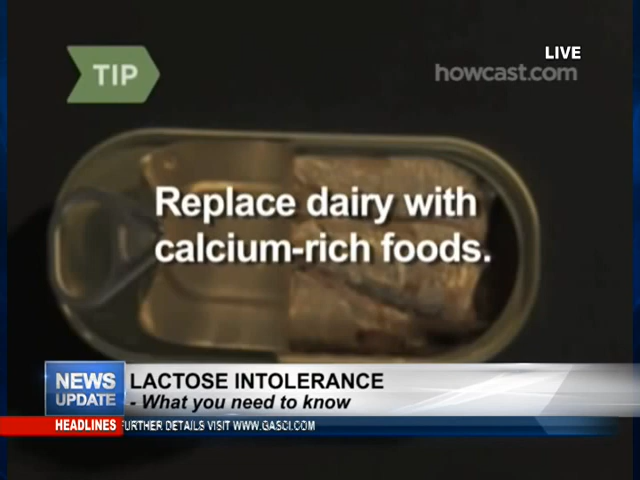 LIVE
TIP
howcast.com
Replace dairy with
calcium-rich foods.
NEWS
UPDATE
LACTOSE INTOLERANCE
- What you need to know
HEADLINES
FURTHER DETAILS VISIT WWW.GASCI.COM